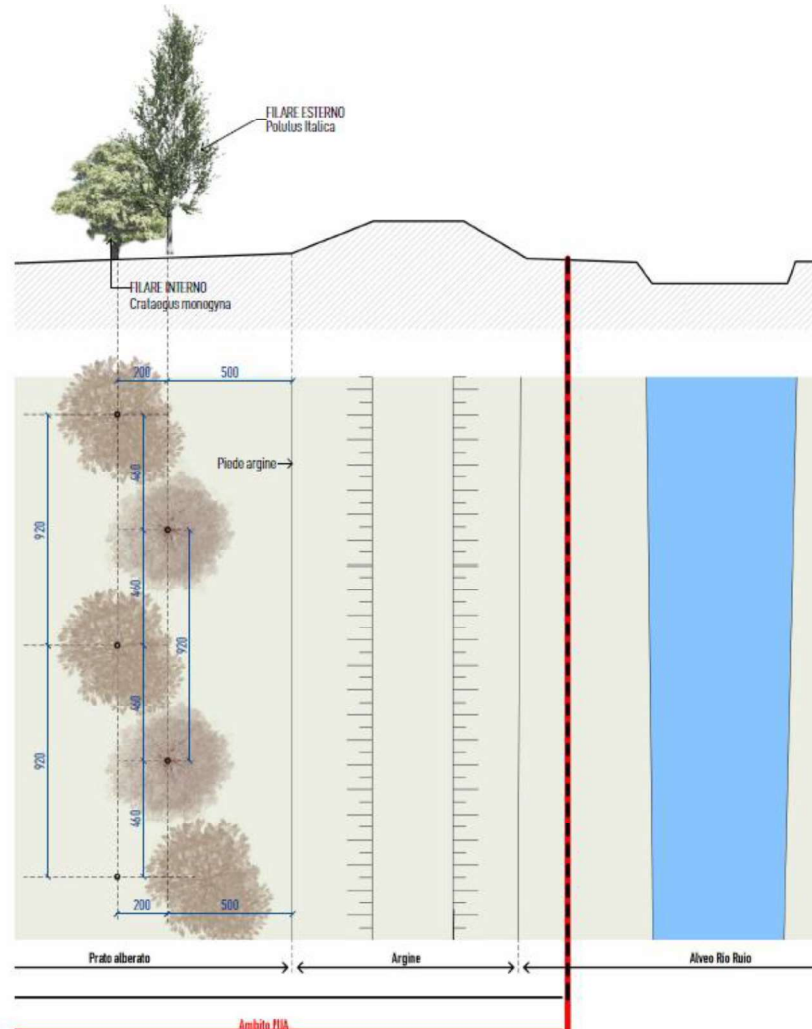 FILARE ESTERNO
Polulus Italica
FILARE INTERNO
Crataegus monogyna
200
500
460
Piede argine
920
460
920
460
920
460
200
500
Prato alberato
Argine
Alveo Rio Ruio
Ambito